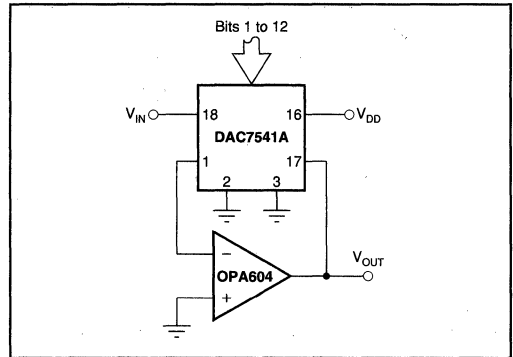 Bits 1 to 12
V_IN 18 16 V_DD
DAC7541A
1 17
2 3
−
OPA604
V_OUT
+